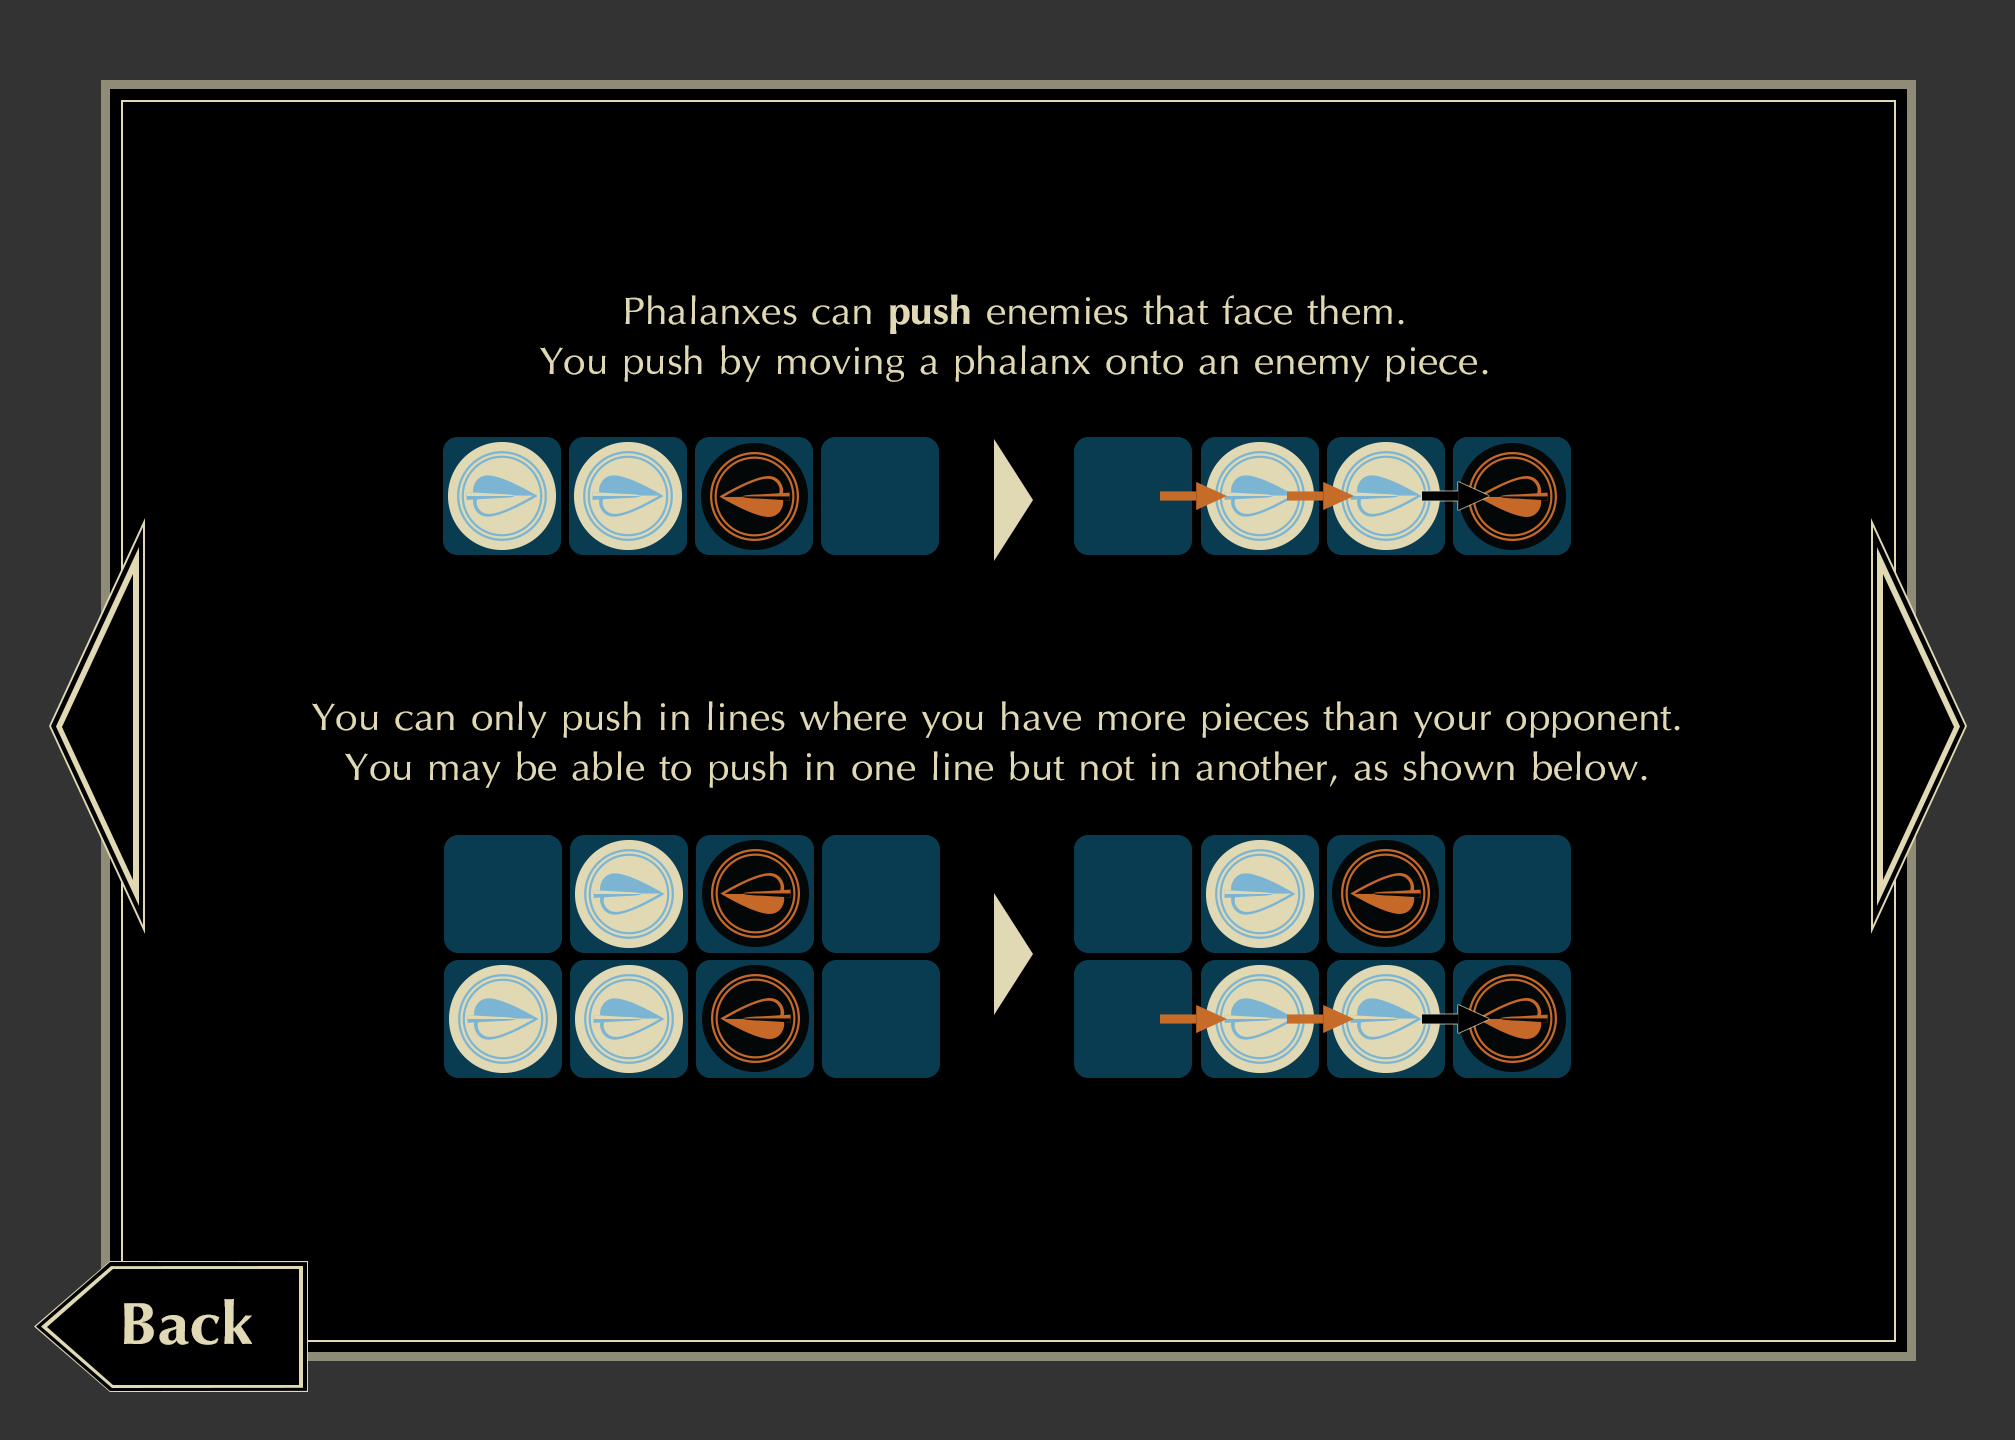 Phalanxes can push enemies that face them.
You push by moving a phalanx onto an enemy piece.
You can only push in lines where you have more pieces than your opponent.
You may be able to push in one line but not in another, as shown below.
Back